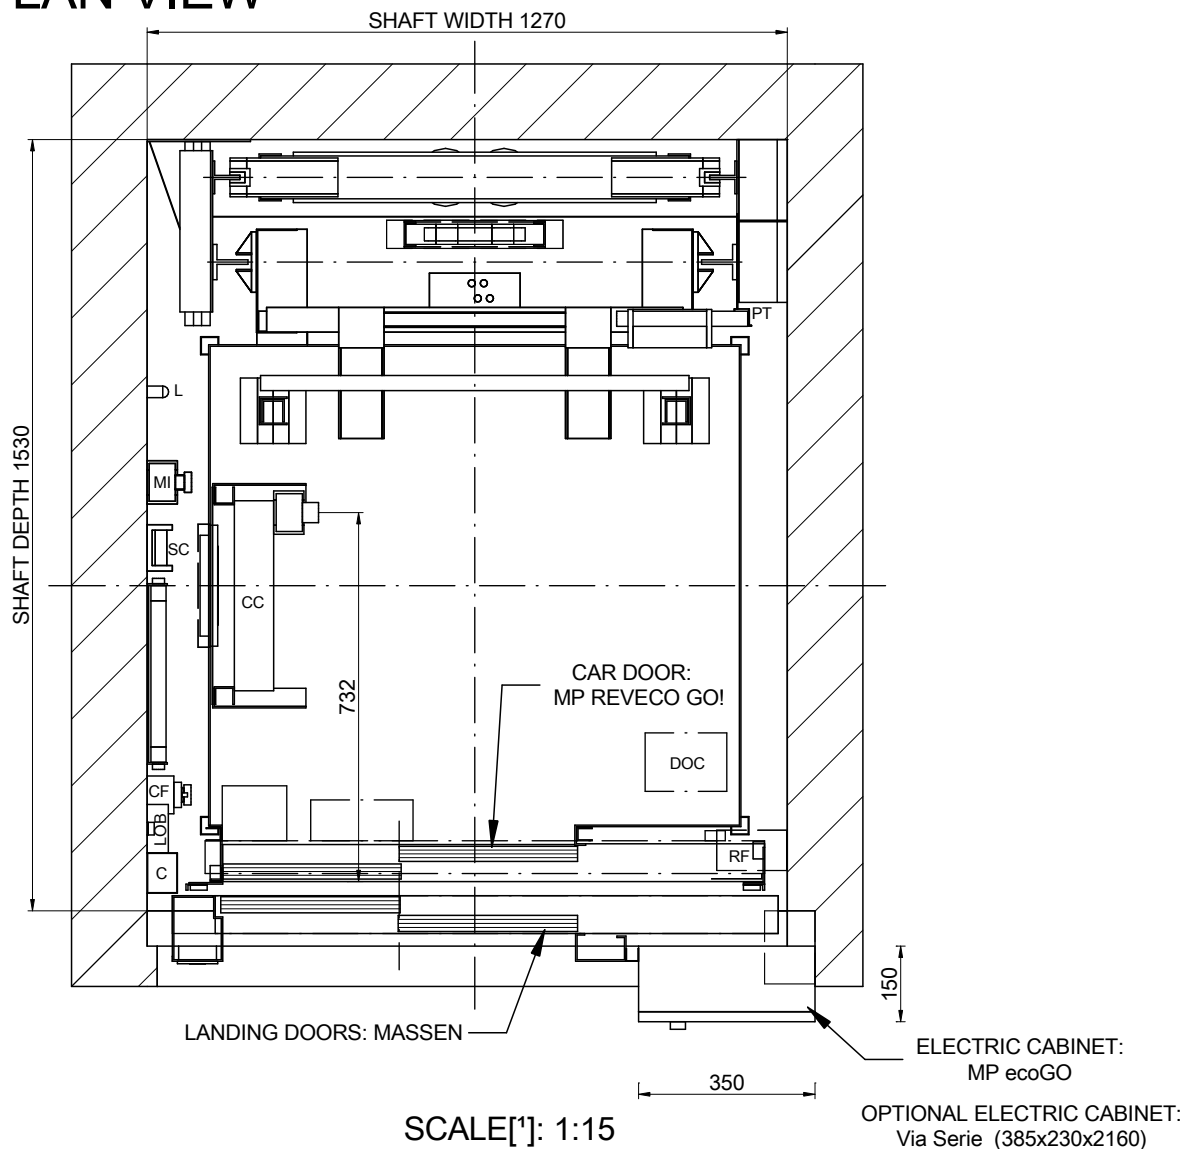 LAN VIEW
SHAFT WIDTH 1270
PT
L
SHAFT DEPTH 1530
MI
SC
CC
732
CAR DOOR:
MP REVECO GO!
DOC
CF
LOB
C
RF
150
LANDING DOORS: MASSEN
ELECTRIC CABINET:
MP ecoGO
350
OPTIONAL ELECTRIC CABINET:
Via Serie (385x230x2160)
SCALE[¹]: 1:15